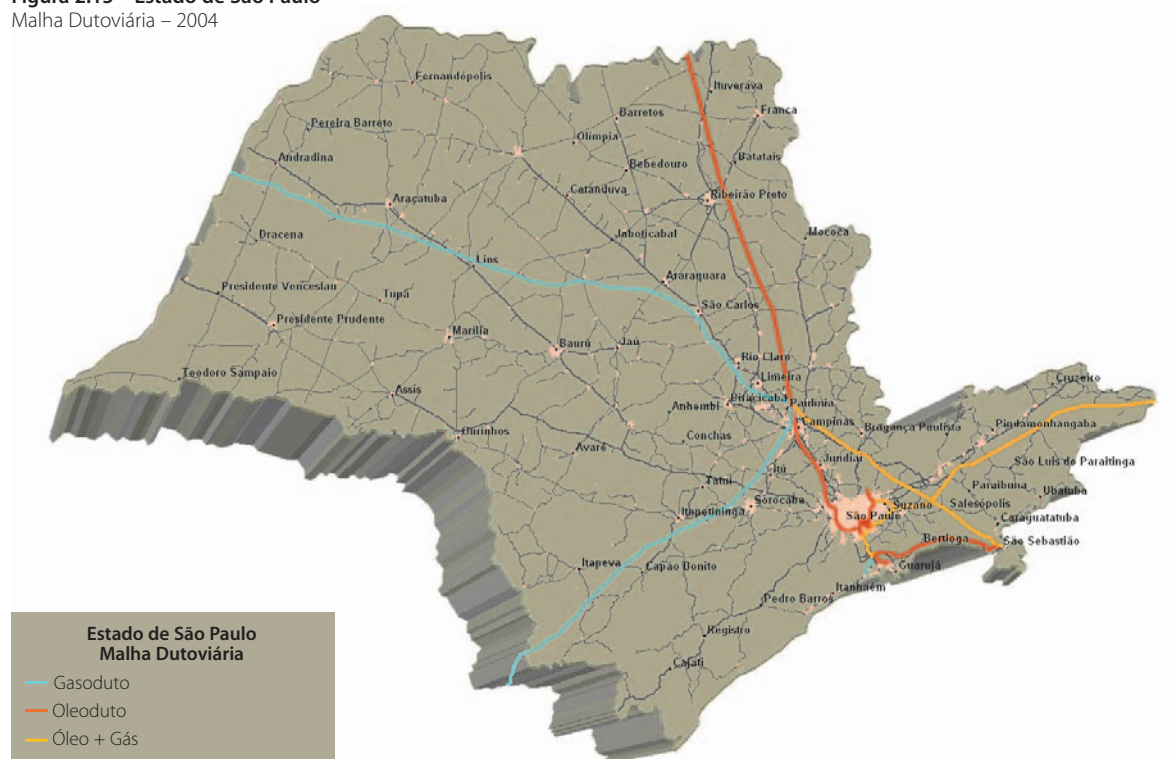 Malha Dutoviária – 2004
Fernandópolis
Ituverava
Pereira Barreto
Barretos
Franca
Olímpia
Andradina
Bebedouro
Batatais
Catanduva
Ribeirão Preto
Araçatuba
Dracena
Jaboticabal
Mococa
Lins
Araraquara
Presidente Venceslau
Tupã
São Carlos
Presidente Prudente
Marília
Baurú
Jaú
Rio Claro
Teodoro Sampaio
Limeira
Cruzeiro
Assis
Piracicaba
Paulínia
Anhembi
Campinas
Pindamonhangaba
Ourinhos
Conchas
Bragança Paulista
Avaré
Jundiaí
São Luis do Paraitinga
Itú
Tatuí
Paraibuna
Ubatuba
Sorocaba
Suzano
Salesópolis
Itapetininga
São Paulo
Caraguatatuba
Bertioga
São Sebastião
Itapeva
Capão Bonito
Guarujá
Itanhaém
Pedro Barros
Registro
Cajati
Estado de São Paulo
Malha Dutoviária
Gasoduto
Oleoduto
Óleo + Gás